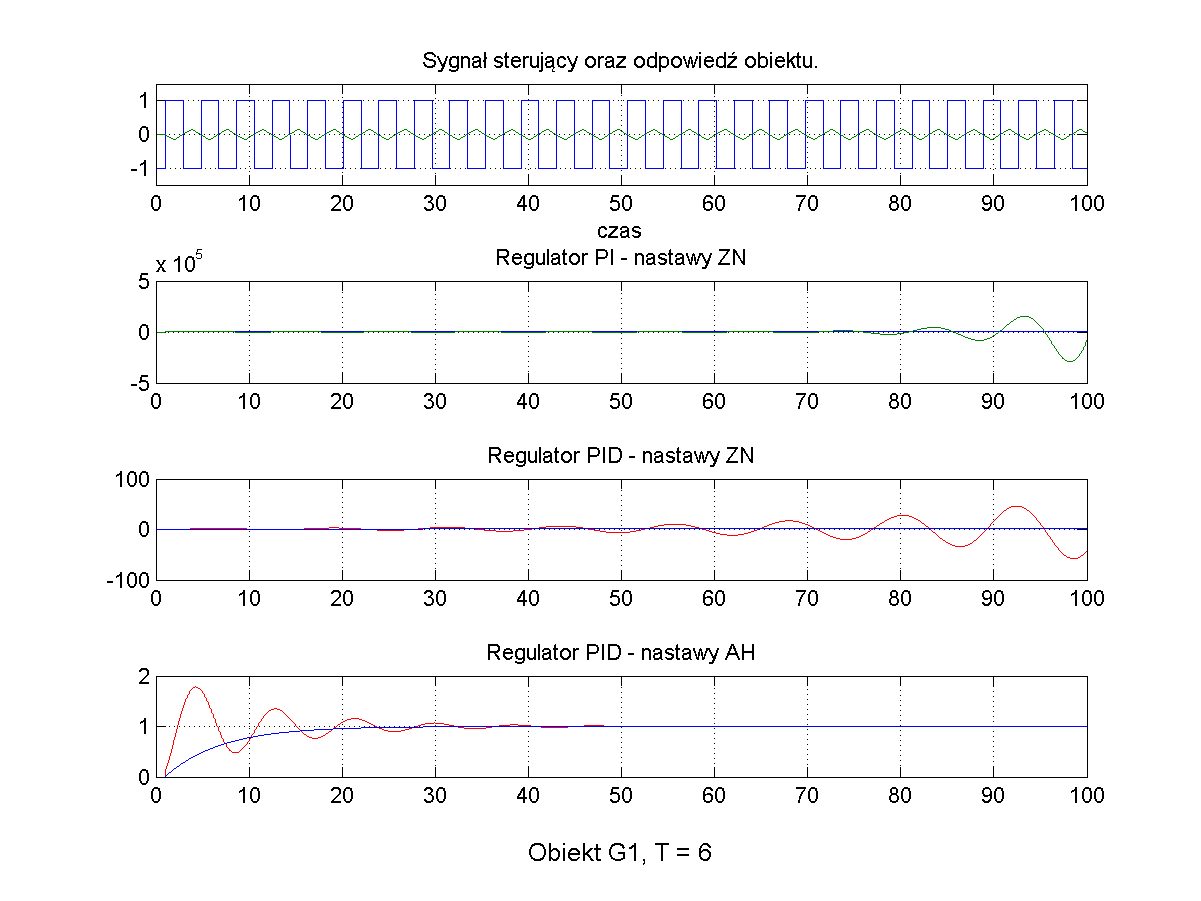 Sygnał sterujący oraz odpowiedź obiektu.
1
0
-1
0 10 20 30 40 50 60 70 80 90 100
czas
Regulator PI - nastawy ZN
x 10^5
5
0
-5
0 10 20 30 40 50 60 70 80 90 100
Regulator PID - nastawy ZN
100
0
-100
0 10 20 30 40 50 60 70 80 90 100
Regulator PID - nastawy AH
2
1
0
0 10 20 30 40 50 60 70 80 90 100
Obiekt G1, T = 6